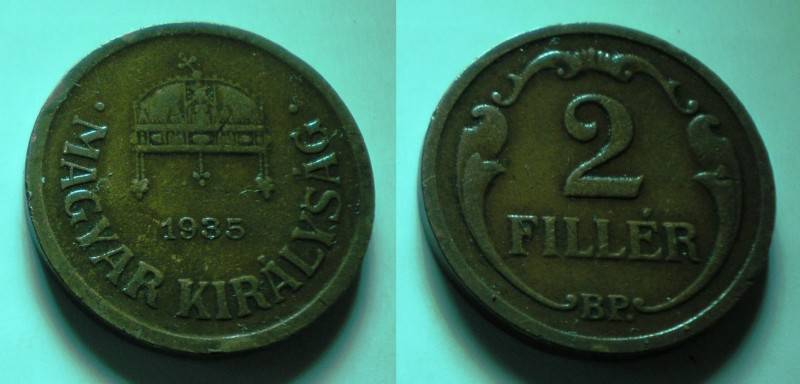 1935
MAGYAR KIRÁLYSÁG
2
FILLÉR
BP.